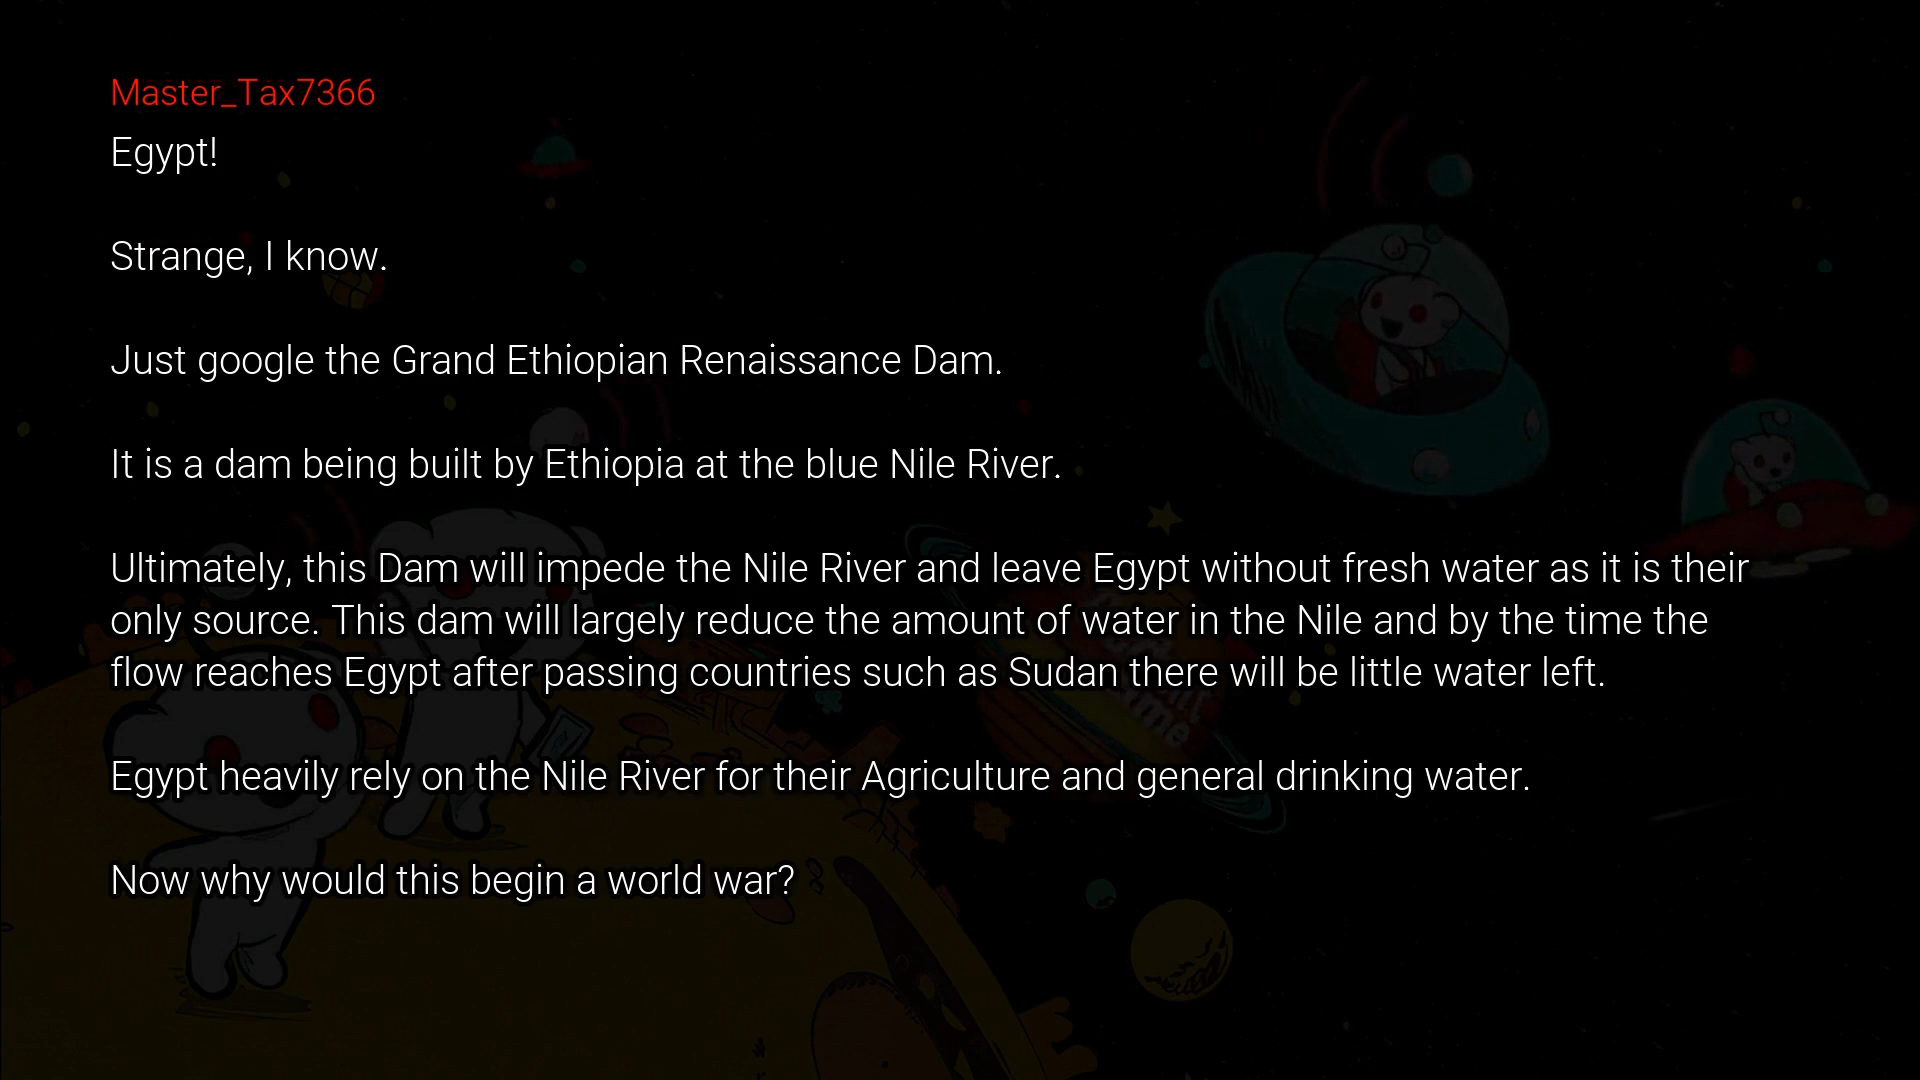 Master_Tax7366
Egypt!
Strange, I know.
Just google the Grand Ethiopian Renaissance Dam.
It is a dam being built by Ethiopia at the blue Nile River.
Ultimately, this Dam will impede the Nile River and leave Egypt without fresh water as it is their
only source. This dam will largely reduce the amount of water in the Nile and by the time the
flow reaches Egypt after passing countries such as Sudan there will be little water left.
Egypt heavily rely on the Nile River for their Agriculture and general drinking water.
Now why would this begin a world war?